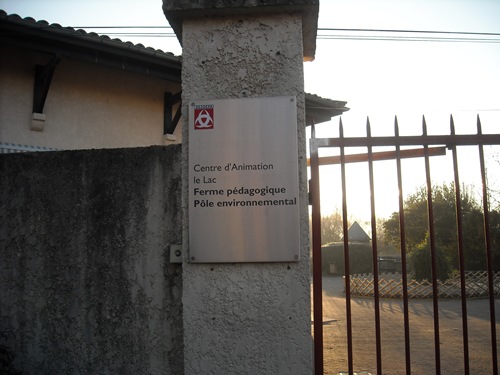 Centre d'Animation
le Lac
Ferme pédagogique
Pôle environnemental